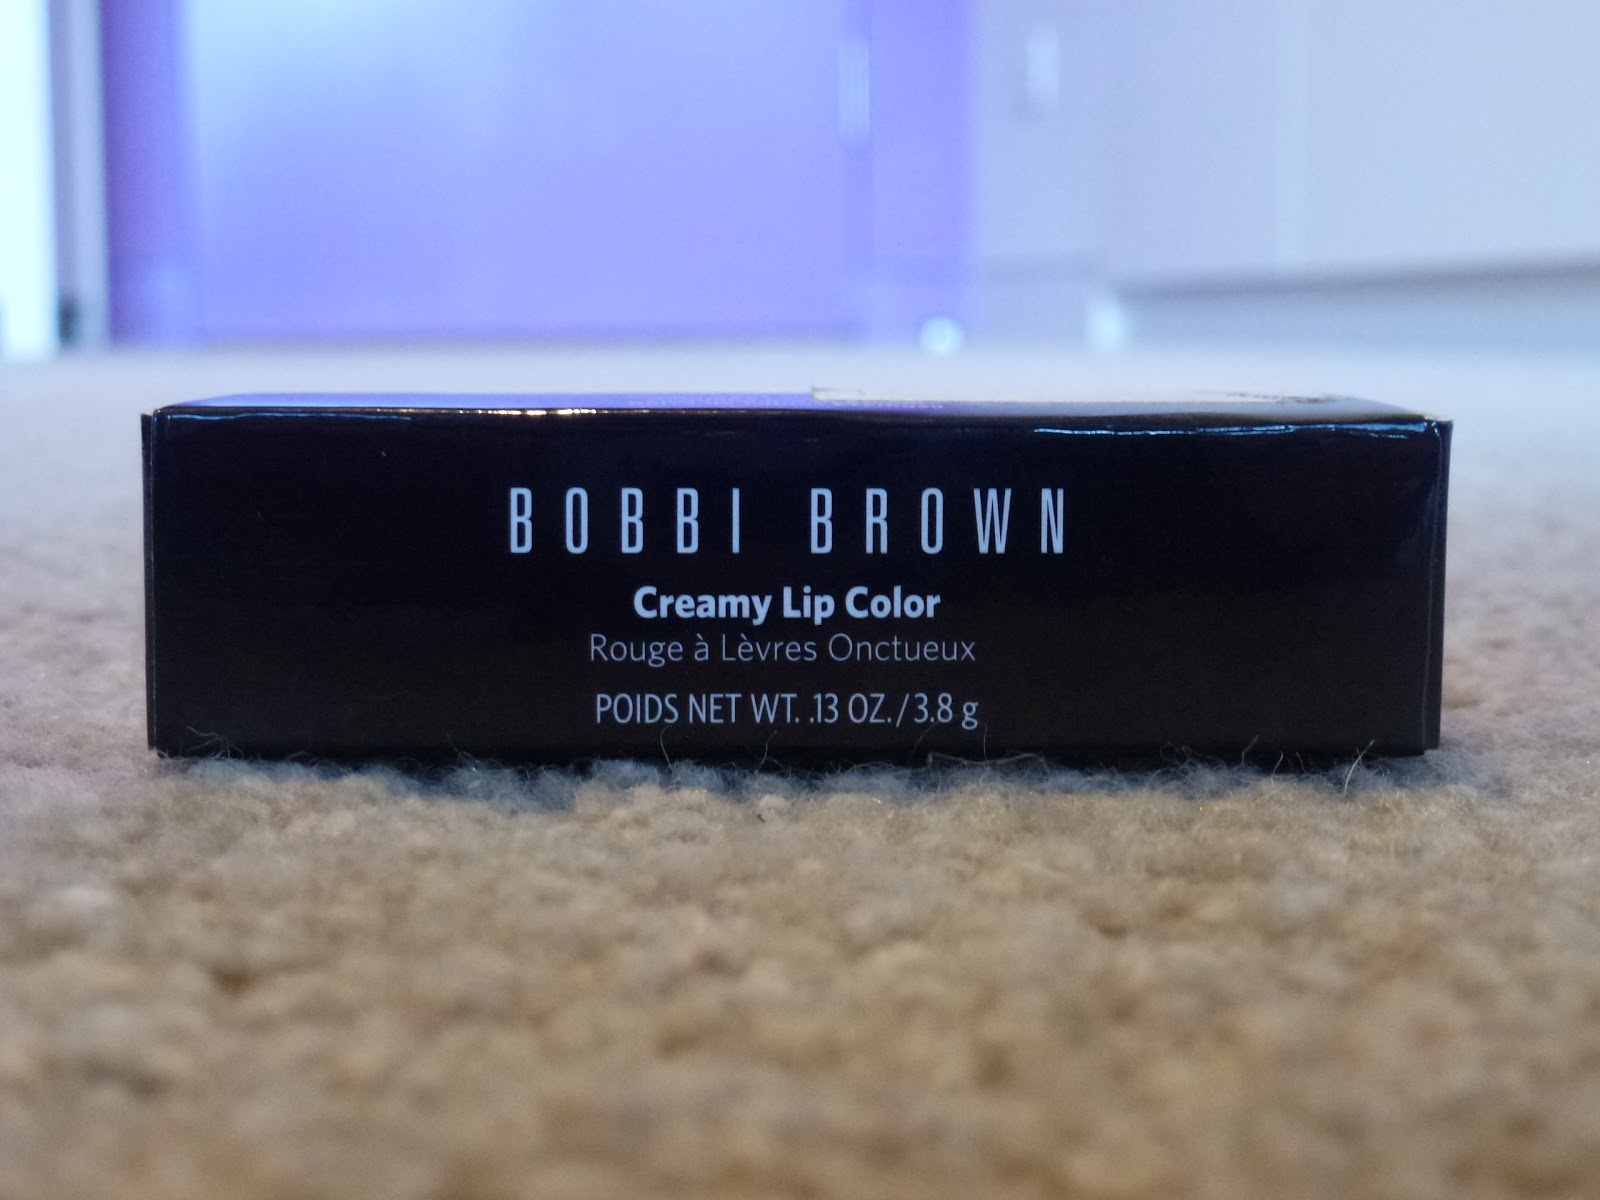 BOBBI BROWN
Creamy Lip Color
Rouge à Lèvres Onctueux
POIDS NET WT. .13 OZ./3.8 g